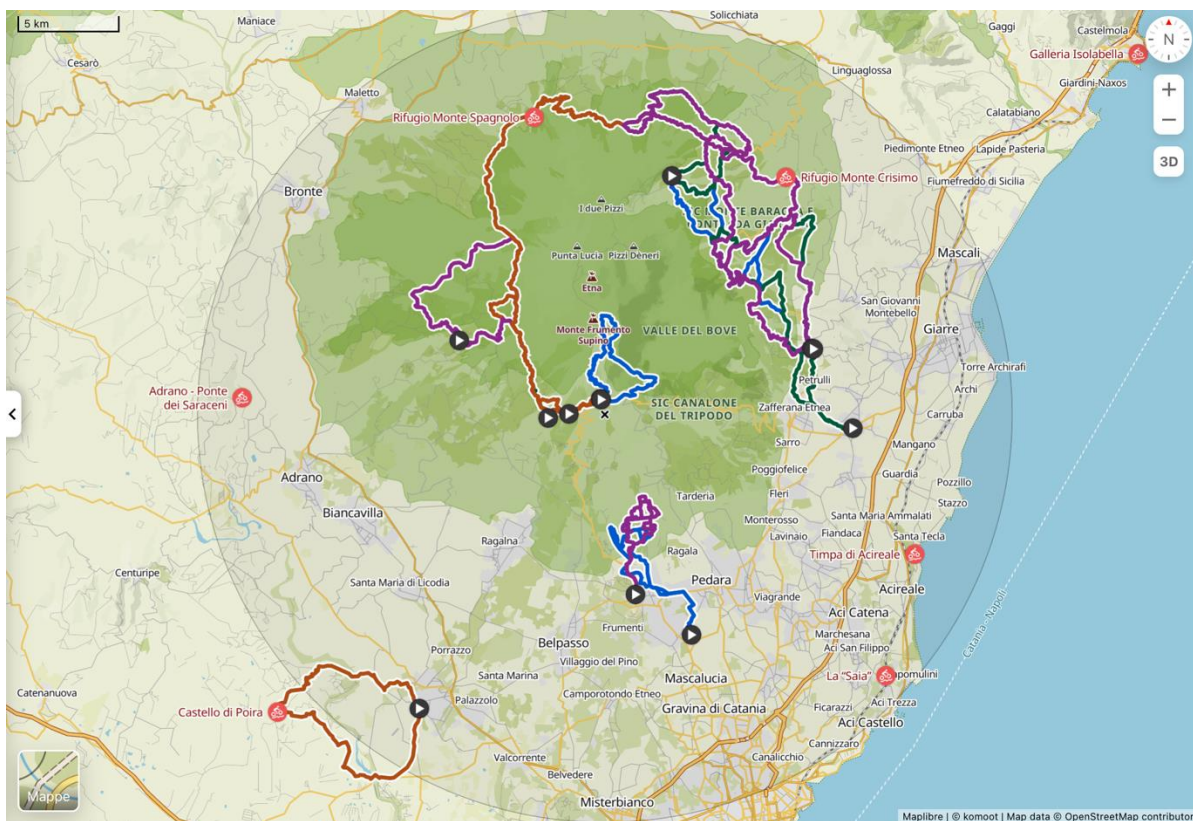 5 km
Maniace
Solicchiata
Gaggi
Castelmola
Galleria Isolabella
N
Cesarò
Maletto
Linguaglossa
Giardini-Naxos
Calatabiano
+
−
Rifugio Monte Spagnolo
Piedimonte Etneo
Lapide Pasteria
3D
Bronte
Rifugio Monte Crisimo
Fiumefreddo di Sicilia
I due Pizzi
Punta Lucia
Pizzi Dèneri
Mascali
Etna
San Giovanni
Montebello
Monte Frumento
Supino
VALLE DEL BOVE
Giarre
Torre Archirafi
Petrulli
Archi
Adrano - Ponte
dei Saraceni
SIC CANALONE
DEL TRIPODO
Zafferana Etnea
Carruba
Sarro
Mangano
Adrano
Poggiofelice
Guardia
Pozzillo
Biancavilla
Tarderia
Fleri
Stazzo
Monterosso
Santa Maria Ammalati
Ragalna
Lavinaio
Fiandaca
Santa Tecla
Ragala
Timpa di Acireale
Centuripe
Santa Maria di Licodia
Pedara
Viagrande
Acireale
Aci Catena
Frumenti
Marchesana
Belpasso
Aci San Filippo
Porrazzo
Villaggio del Pino
Catania - Napoli
Santa Marina
Mascalucia
La "Saia"
Catenanuova
Palazzolo
Camporotondo Etneo
Castello di Poira
Gravina di Catania
Ficarazzi
Aci Trezza
Aci Castello
Cannizzaro
Valcorrente
Canalicchio
Belvedere
Mappe
Misterbianco
Maplibre | © komoot | Map data © OpenStreetMap contributor